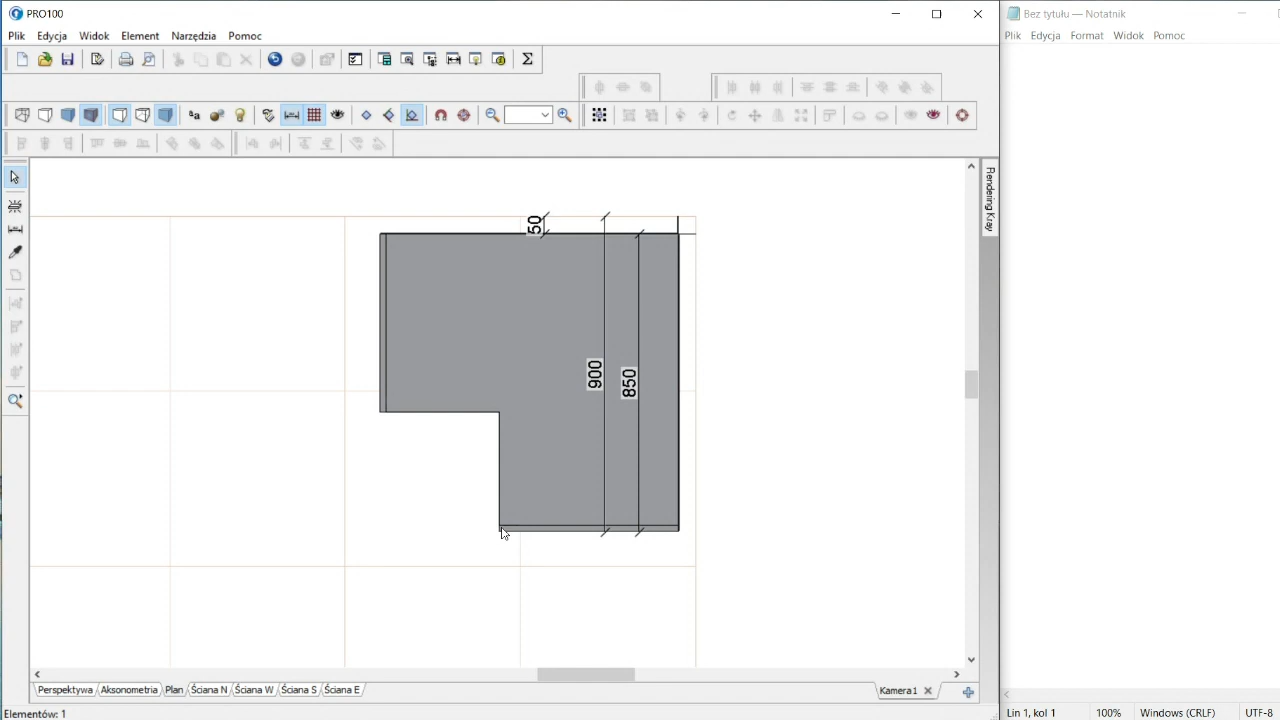 PRO100
Plik Edycja Widok Element Narzędzia Pomoc
50
900
850
Rendering Kray
Perspektywa Aksonometria Plan Ściana N Ściana W Ściana S Ściana E
Kamera1
Elementów: 1
Bez tytułu — Notatnik
Plik Edycja Format Widok Pomoc
Lin 1, kol 1 100% Windows (CRLF) UTF-8